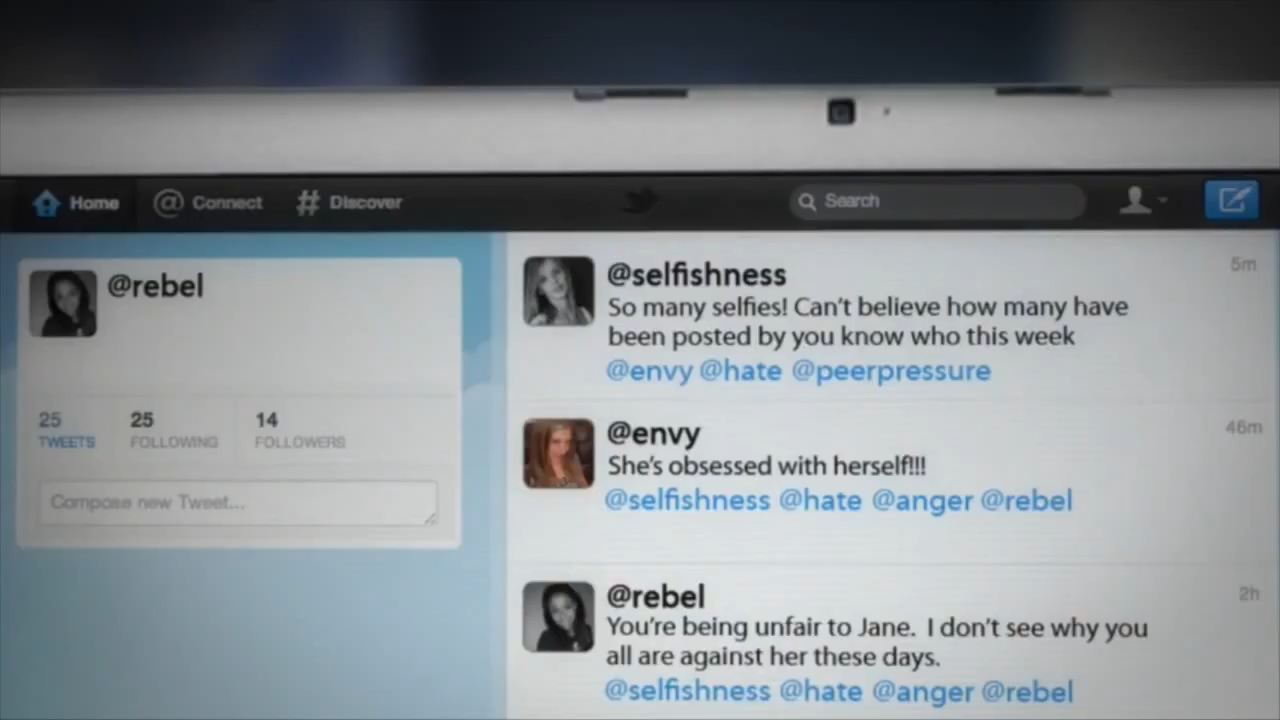 Home
@ Connect
# Discover
Search
@rebel
25 TWEETS
25 FOLLOWING
14 FOLLOWERS
Compose new Tweet...
@selfishness
5m
So many selfies! Can't believe how many have
been posted by you know who this week
@envy @hate @peerpressure
@envy
46m
She's obsessed with herself!!!
@selfishness @hate @anger @rebel
@rebel
2h
You're being unfair to Jane. I don't see why you
all are against her these days.
@selfishness @hate @anger @rebel